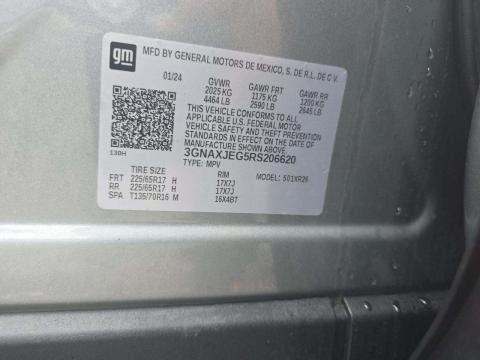 gm
MFD BY GENERAL MOTORS DE MEXICO, S. DE R.L. DE C V.
01/24 GVWR GAWR FRT GAWR RR
2025 KG 1175 KG 1200 KG
4464 LB 2590 LB 2645 LB
THIS VEHICLE CONFORMS TO ALL
APPLICABLE U.S. FEDERAL MOTOR
VEHICLE SAFETY STANDARDS
IN EFFECT ON THE DATE OF
MANUFACTURE SHOWN ABOVE.
3GNAXJEG5RS206620
130H TYPE: MPV MODEL: 501XR26
TIRE SIZE RIM
FRT 225/65R17 H 17X7J
RR 225/65R17 H 17X7J
SPA T135/70R16 M 16X4BT